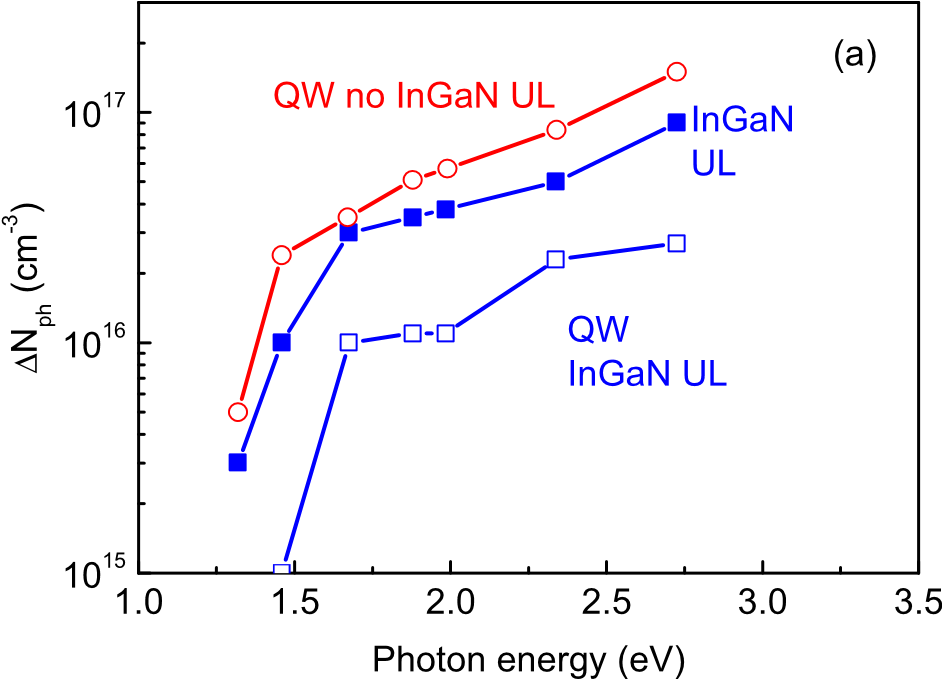 (a)
QW no InGaN UL
InGaN
UL
QW
InGaN UL
10^17
10^16
10^15
ΔN_ph (cm^-3)
1.0 1.5 2.0 2.5 3.0 3.5
Photon energy (eV)